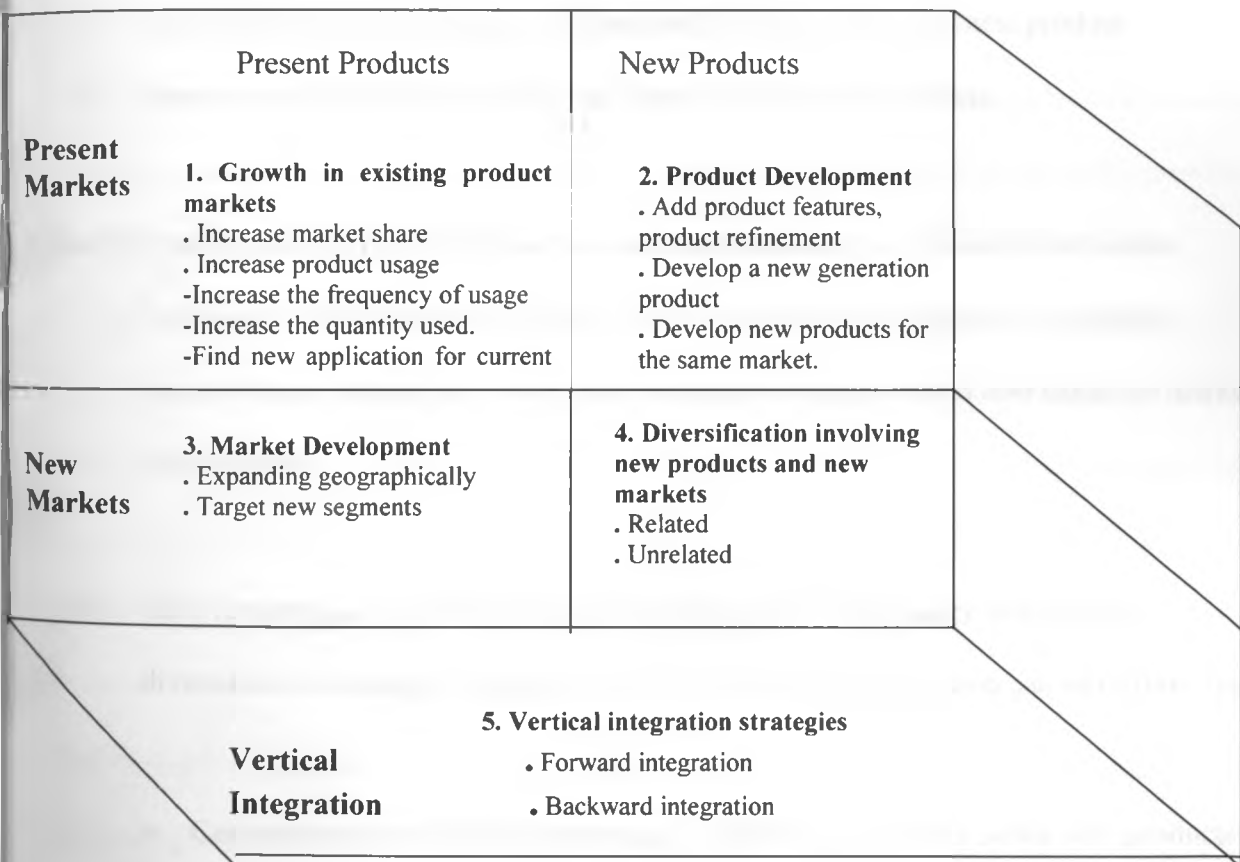 Present Products
New Products
Present
Markets
1. Growth in existing product
markets
. Increase market share
. Increase product usage
-Increase the frequency of usage
-Increase the quantity used.
-Find new application for current
2. Product Development
. Add product features,
product refinement
. Develop a new generation
product
. Develop new products for
the same market.
New
Markets
3. Market Development
. Expanding geographically
. Target new segments
4. Diversification involving
new products and new
markets
. Related
. Unrelated
5. Vertical integration strategies
Vertical
Integration
. Forward integration
. Backward integration